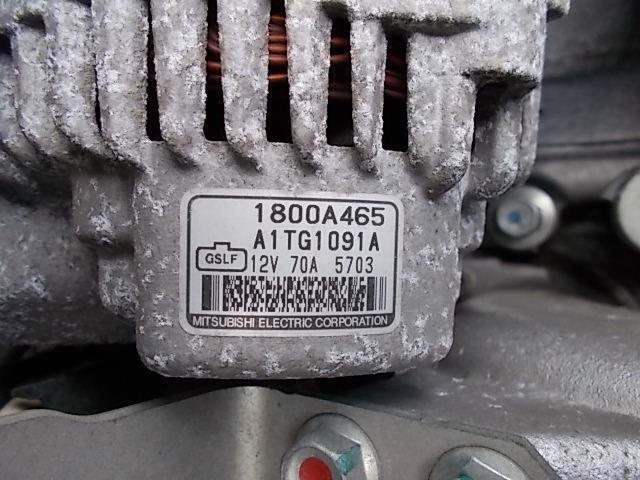 1800A465
A1TG1091A
GSLF 12V 70A 5703
MITSUBISHI ELECTRIC CORPORATION